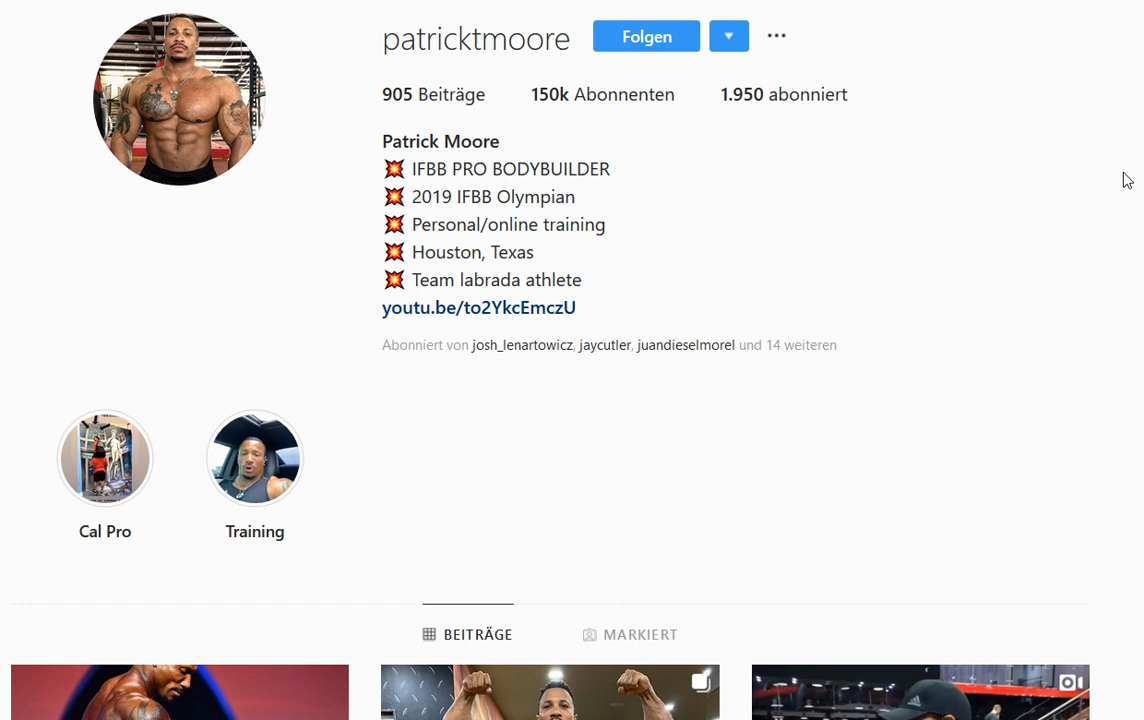 patricktmoore Folgen
905 Beiträge 150k Abonnenten 1.950 abonniert
Patrick Moore
💥 IFBB PRO BODYBUILDER
💥 2019 IFBB Olympian
💥 Personal/online training
💥 Houston, Texas
💥 Team labrada athlete
youtu.be/to2YkcEmczU
Abonniert von josh_lenartowicz, jaycutler, juandieselmorel und 14 weiteren
Cal Pro Training
BEITRÄGE MARKIERT